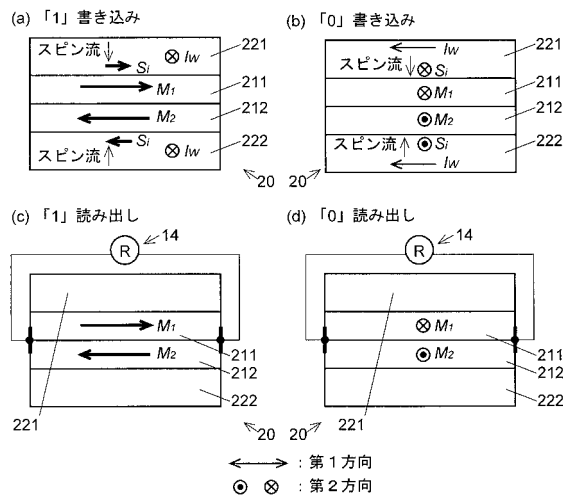 (a) 「1」書き込み
スピン流
Iw
Si
M1
M2
Si
スピン流
Iw
221
211
212
222
20
(b) 「0」書き込み
Iw
スピン流
Si
M1
M2
スピン流
Si
Iw
221
211
212
222
20
(c) 「1」読み出し
R
14
M1
M2
211
212
222
221
20
(d) 「0」読み出し
R
14
M1
M2
211
212
222
221
20
：第１方向
：第２方向